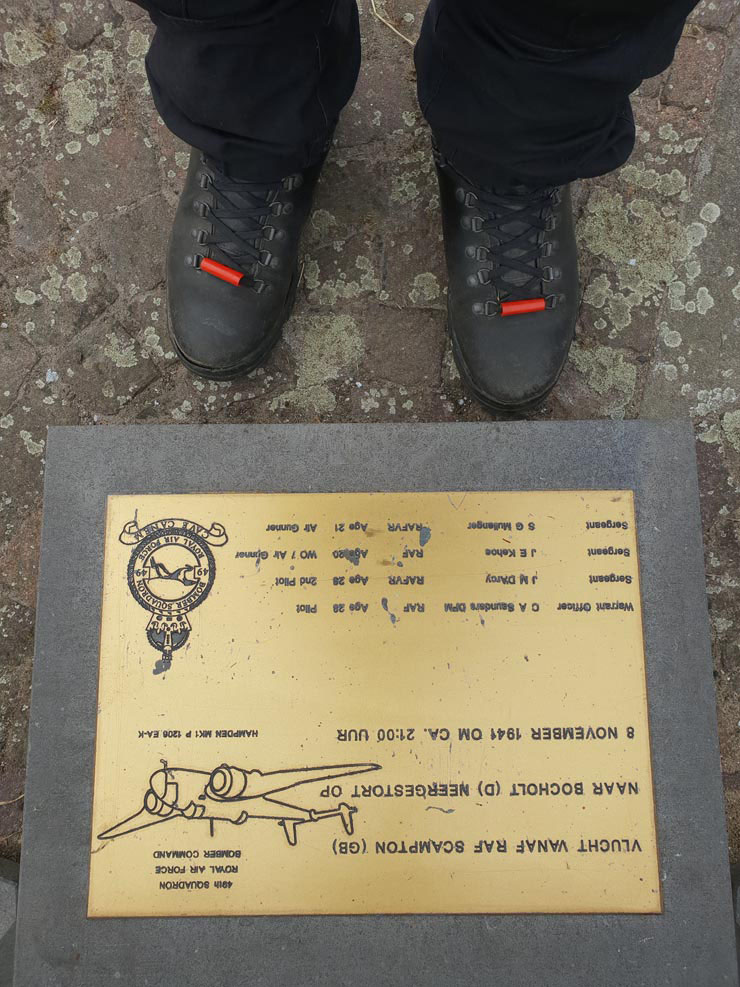 VLUCHT VANAF RAF SCAMPTON (GB)
NAAR BOCHOLT (D) NEERGESTORT OP
8 NOVEMBER 1941 OM CA. 21:00 UUR
49th SQUADRON
ROYAL AIR FORCE
BOMBER COMMAND
HAMPDEN MK1 P 1206 EA-K
Warrant Officer C A Saunders DFM RAF Age 28 Pilot
Sergeant J M D'Arcy RAFVR Age 28 2nd Pilot
Sergeant J E Kehoe RAF Age 20 WO / Air Gunner
Sergeant S G Mullenger RAFVR Age 21 Air Gunner
BOMBER SQUADRON
49 49
ROYAL AIR FORCE
CAVE CANEM